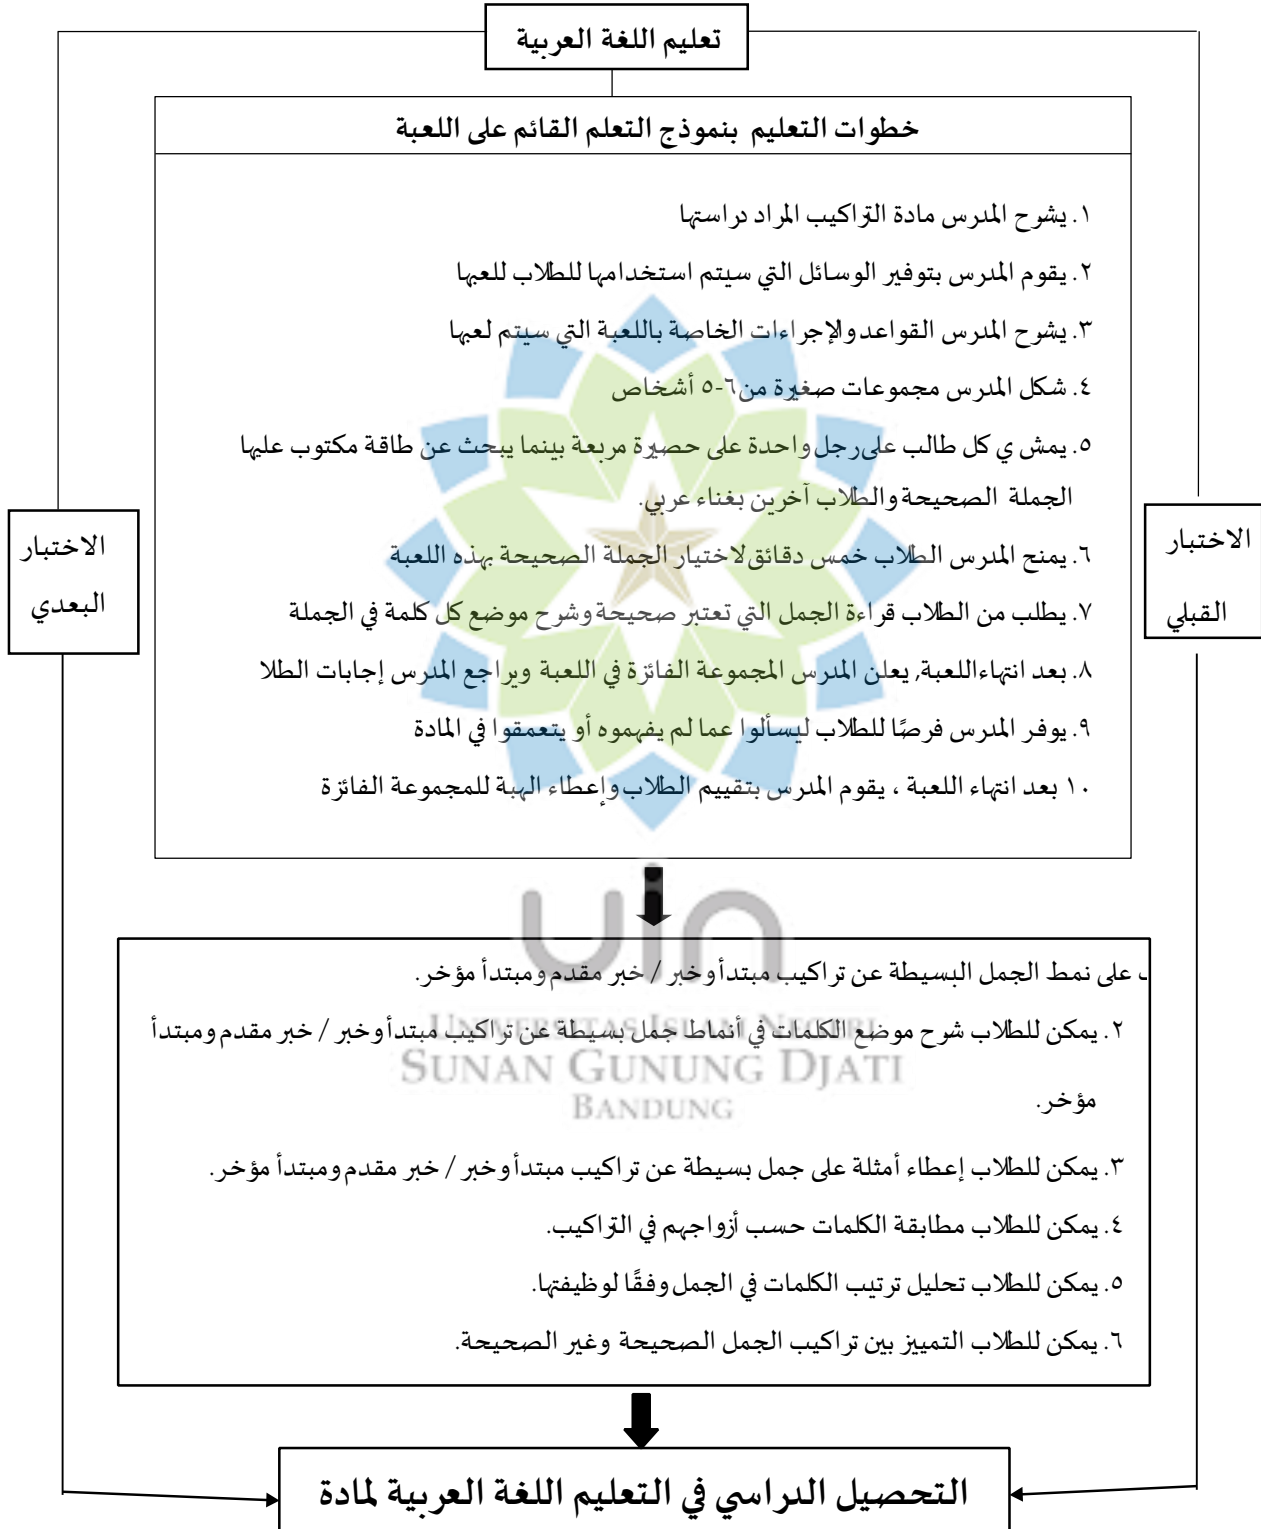 تعليم اللغة العربية
خطوات التعليم بنموذج التعلم القائم على اللعبة
١. يشرح المدرس مادة التراكيب المراد دراستها
٢. يقوم المدرس بتوفير الوسائل التي سيتم استخدامها للطلاب للعبها
٣. يشرح المدرس القواعد والإجراءات الخاصة باللعبة التي سيتم لعبها
٤. شكل المدرس مجموعات صغيرة من ٦-٥ أشخاص
٥. يمش ي كل طالب على رجل واحدة على حصيرة مربعة بينما يبحث عن طاقة مكتوب عليها
الجملة الصحيحة والطلاب آخرين بغناء عربي.
٦. يمنح المدرس الطلاب خمس دقائق لاختيار الجملة الصحيحة بهذه اللعبة
٧. يطلب من الطلاب قراءة الجمل التي تعتبر صحيحة وشرح موضع كل كلمة في الجملة
٨. بعد انتهاء اللعبة, يعلن المدرس المجموعة الفائزة في اللعبة ويراجع المدرس إجابات الطلا
٩. يوفر المدرس فرصًا للطلاب ليسألوا عما لم يفهموه أو يتعمقوا في المادة
١٠ بعد انتهاء اللعبة ، يقوم المدرس بتقييم الطلاب وإعطاء الهبة للمجموعة الفائزة
الاختبار
القبلي
الاختبار
البعدي
uin
UNIVERSITAS ISLAM NEGERI
SUNAN GUNUNG DJATI
BANDUNG
على نمط الجمل البسيطة عن تراكيب مبتدأ وخبر / خبر مقدم ومبتدأ مؤخر.
٢. يمكن للطلاب شرح موضع الكلمات في أنماط جمل بسيطة عن تراكيب مبتدأ وخبر / خبر مقدم ومبتدأ
مؤخر.
٣. يمكن للطلاب إعطاء أمثلة على جمل بسيطة عن تراكيب مبتدأ وخبر / خبر مقدم ومبتدأ مؤخر.
٤. يمكن للطلاب مطابقة الكلمات حسب أزواجهم في التراكيب.
٥. يمكن للطلاب تحليل ترتيب الكلمات في الجمل وفقًا لوظيفتها.
٦. يمكن للطلاب التمييز بين تراكيب الجمل الصحيحة وغير الصحيحة.
التحصيل الدراسي في التعليم اللغة العربية لمادة